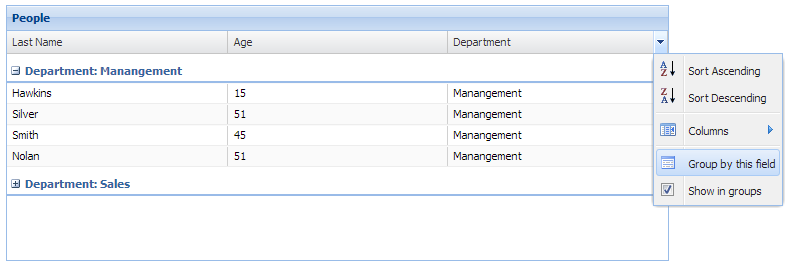 People
Last Name Age Department
Department: Manangement
Hawkins 15 Manangement
Silver 51 Manangement
Smith 45 Manangement
Nolan 51 Manangement
Department: Sales
Sort Ascending
Sort Descending
Columns
Group by this field
Show in groups